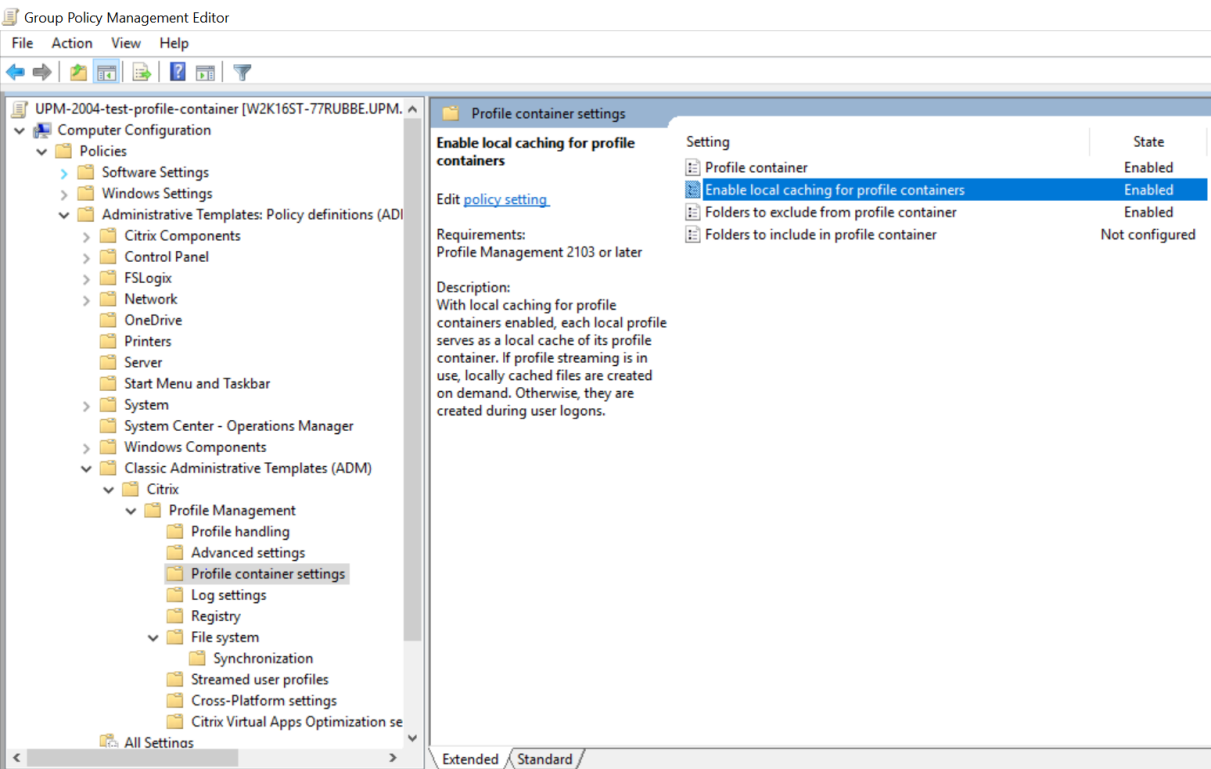 Group Policy Management Editor
File Action View Help
UPM-2004-test-profile-container [W2K16ST-77RUBBE.UPM.
Computer Configuration
Policies
Software Settings
Windows Settings
Administrative Templates: Policy definitions (ADI
Citrix Components
Control Panel
FSLogix
Network
OneDrive
Printers
Server
Start Menu and Taskbar
System
System Center - Operations Manager
Windows Components
Classic Administrative Templates (ADM)
Citrix
Profile Management
Profile handling
Advanced settings
Profile container settings
Log settings
Registry
File system
Synchronization
Streamed user profiles
Cross-Platform settings
Citrix Virtual Apps Optimization se
All Settings
Profile container settings
Enable local caching for profile
containers
Edit policy setting
Requirements:
Profile Management 2103 or later
Description:
With local caching for profile
containers enabled, each local profile
serves as a local cache of its profile
container. If profile streaming is in
use, locally cached files are created
on demand. Otherwise, they are
created during user logons.
Setting State
Profile container Enabled
Enable local caching for profile containers Enabled
Folders to exclude from profile container Enabled
Folders to include in profile container Not configured
Extended Standard